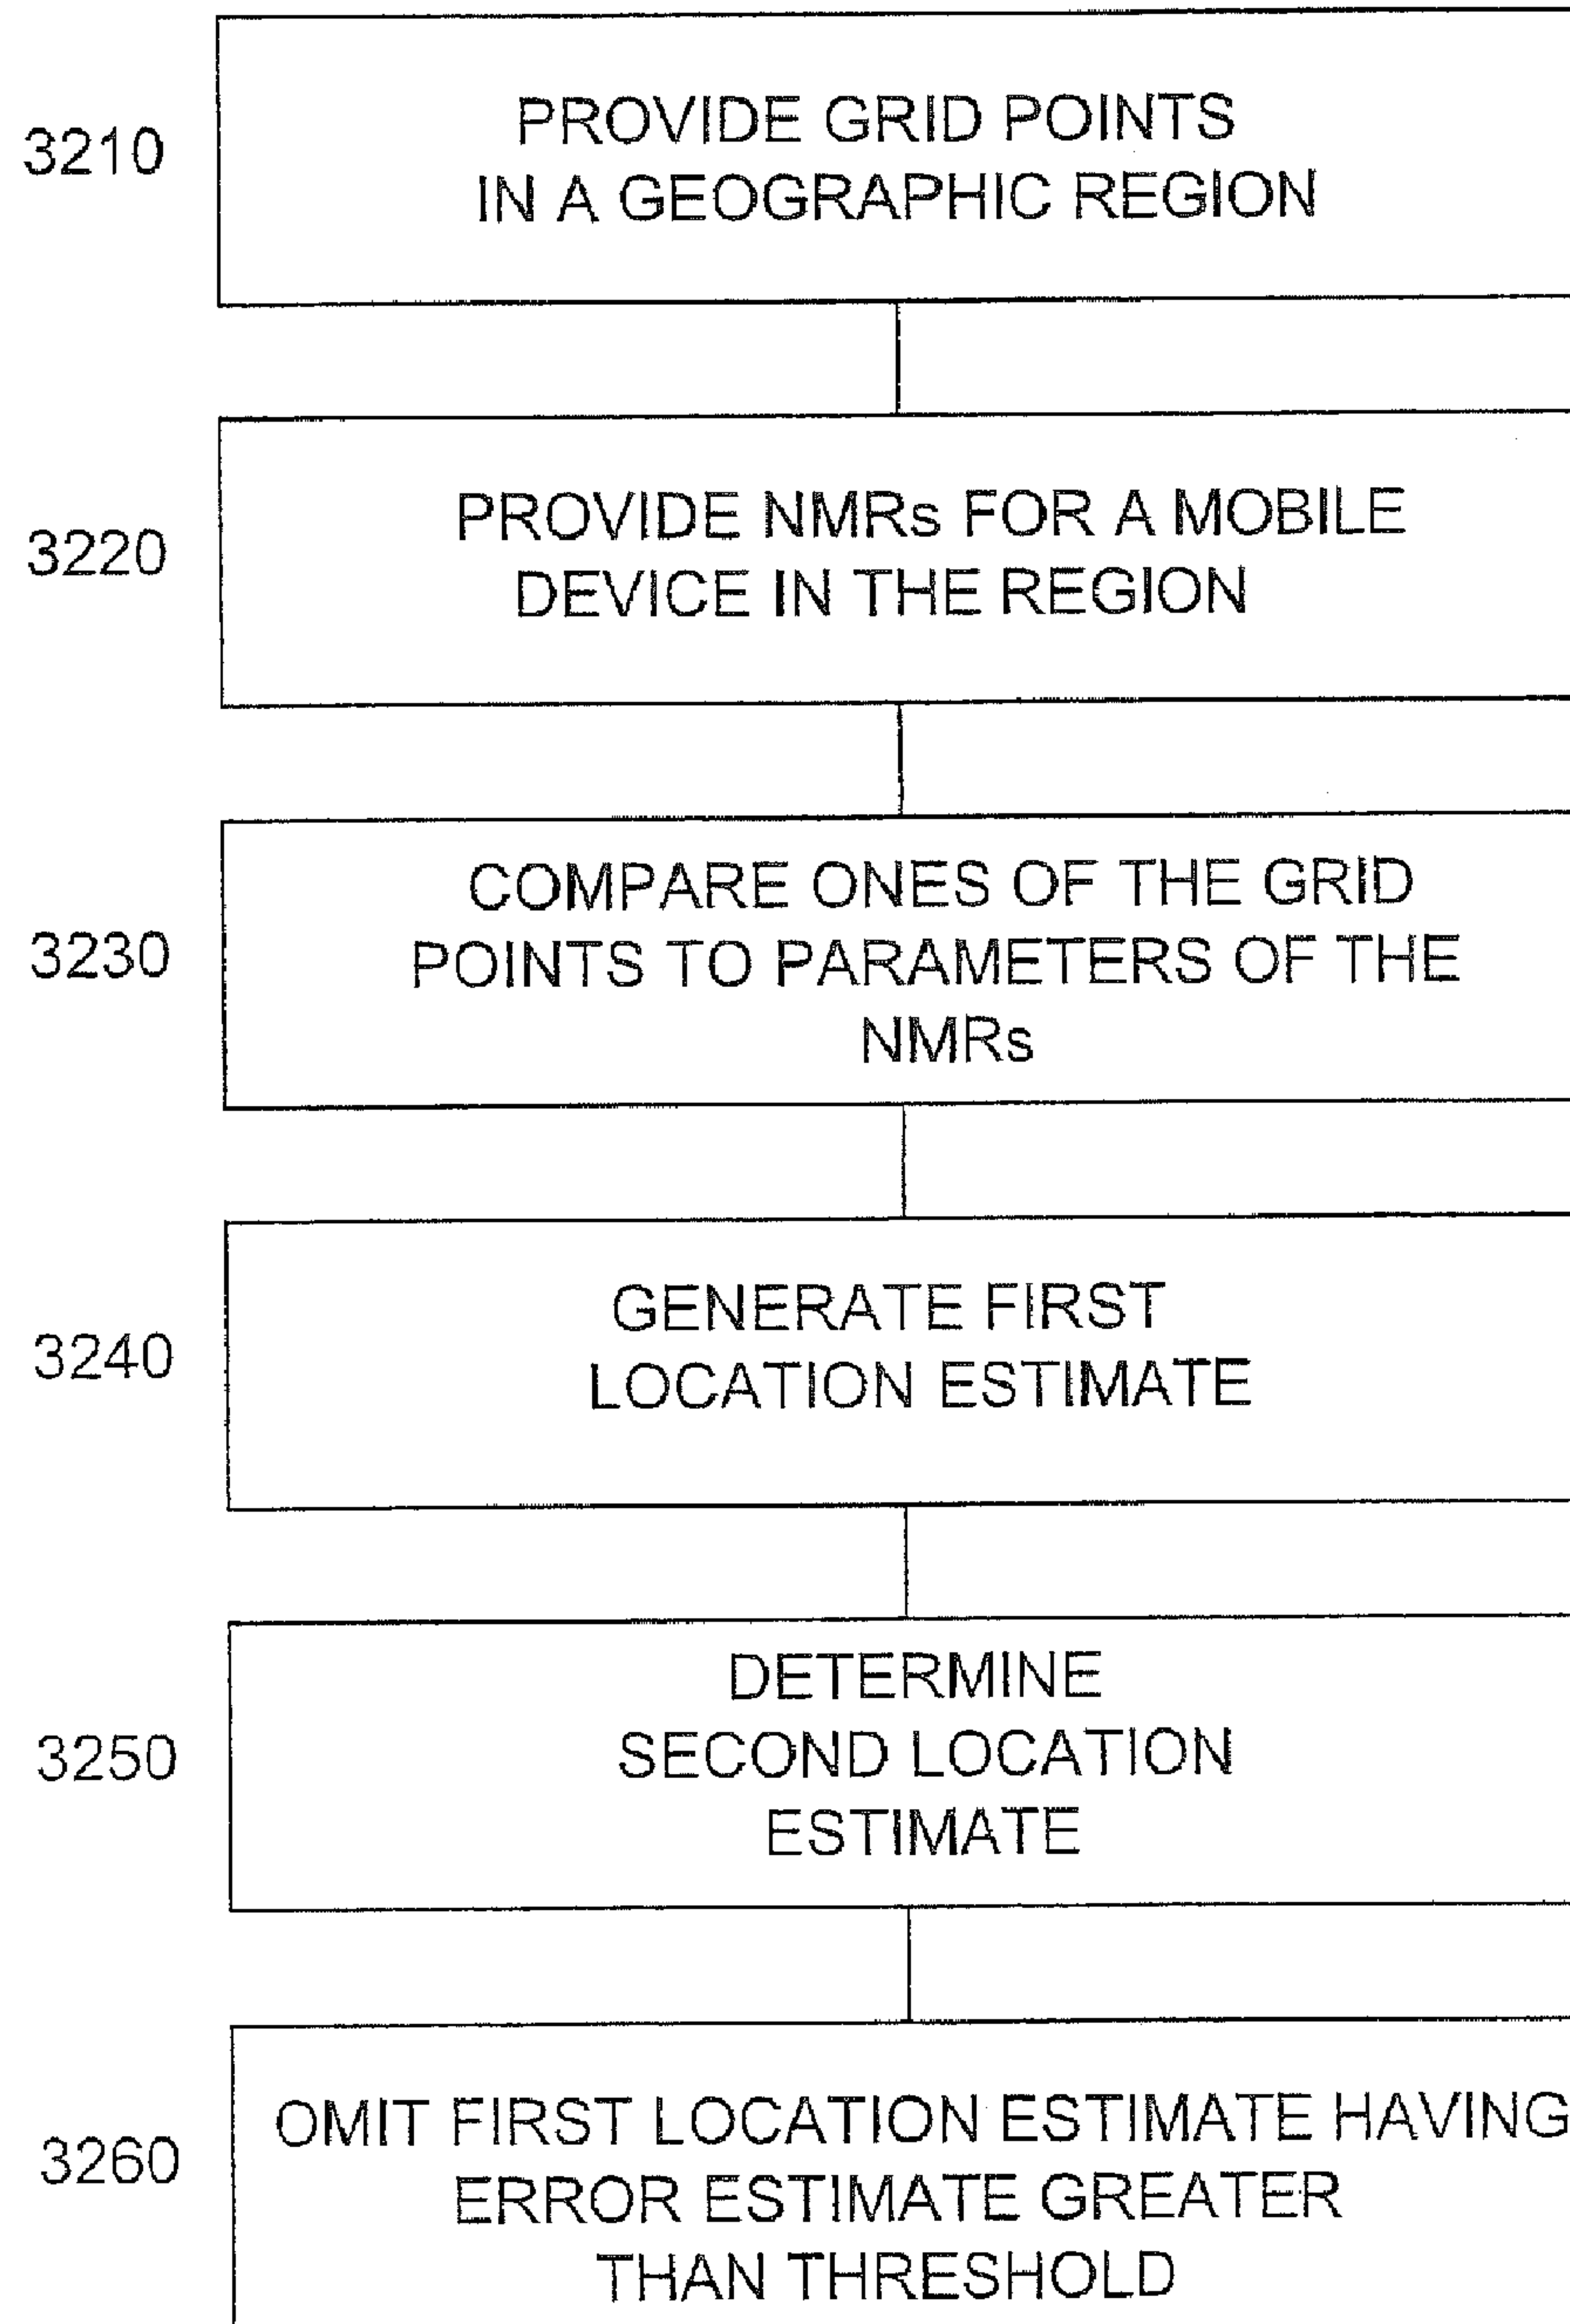 3210
PROVIDE GRID POINTS
IN A GEOGRAPHIC REGION
3220
PROVIDE NMRs FOR A MOBILE
DEVICE IN THE REGION
3230
COMPARE ONES OF THE GRID
POINTS TO PARAMETERS OF THE
NMRs
3240
GENERATE FIRST
LOCATION ESTIMATE
3250
DETERMINE
SECOND LOCATION
ESTIMATE
3260
OMIT FIRST LOCATION ESTIMATE HAVING
ERROR ESTIMATE GREATER
THAN THRESHOLD